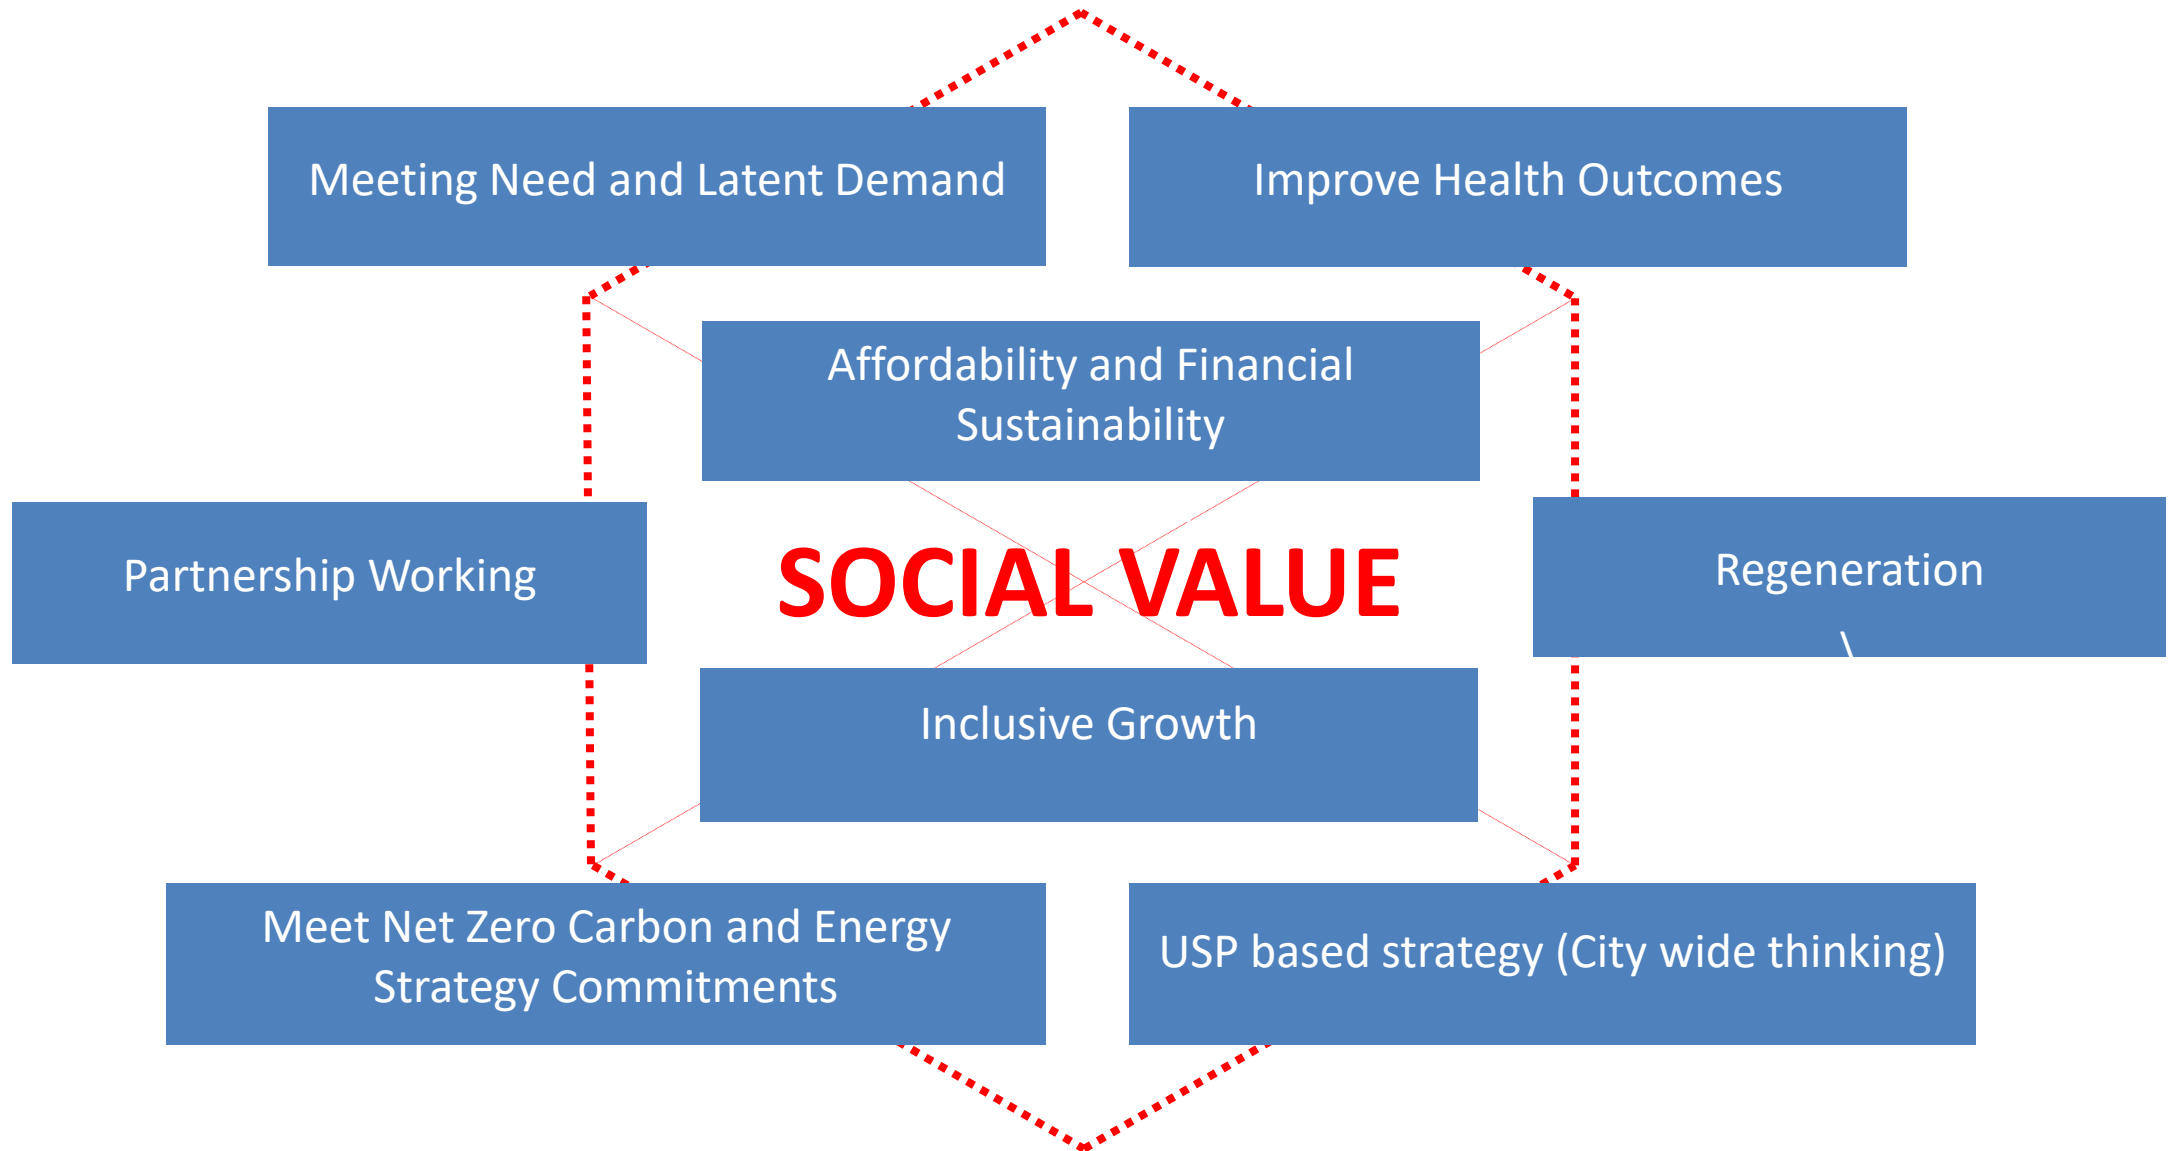 Meeting Need and Latent Demand
Improve Health Outcomes
Affordability and Financial
Sustainability
Partnership Working
SOCIAL VALUE
Regeneration
\
Inclusive Growth
Meet Net Zero Carbon and Energy
Strategy Commitments
USP based strategy (City wide thinking)